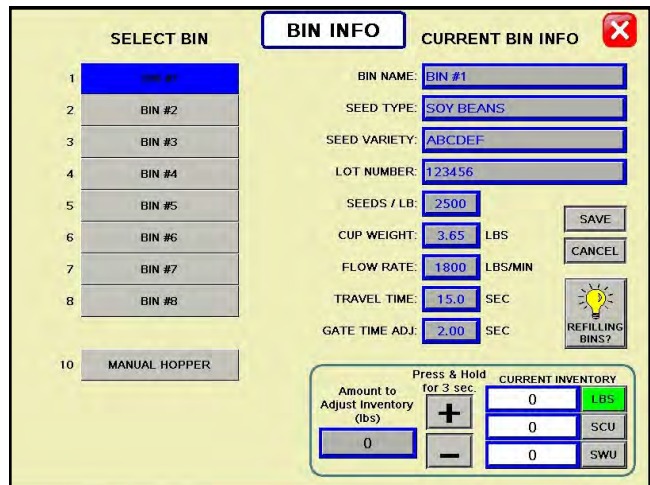 BIN INFO
SELECT BIN
CURRENT BIN INFO
1
2 BIN #2
3 BIN #3
4 BIN #4
5 BIN #5
6 BIN #6
7 BIN #7
8 BIN #8
10 MANUAL HOPPER
BIN NAME: BIN #1
SEED TYPE: SOY BEANS
SEED VARIETY: ABCDEF
LOT NUMBER: 123456
SEEDS / LB: 2500
CUP WEIGHT: 3.65 LBS
FLOW RATE: 1800 LBS/MIN
TRAVEL TIME: 15.0 SEC
GATE TIME ADJ: 2.00 SEC
SAVE
CANCEL
REFILLING
BINS?
Amount to
Adjust Inventory
(lbs)
0
Press & Hold
for 3 sec.
+
−
CURRENT INVENTORY
0 LBS
0 SCU
0 SWU